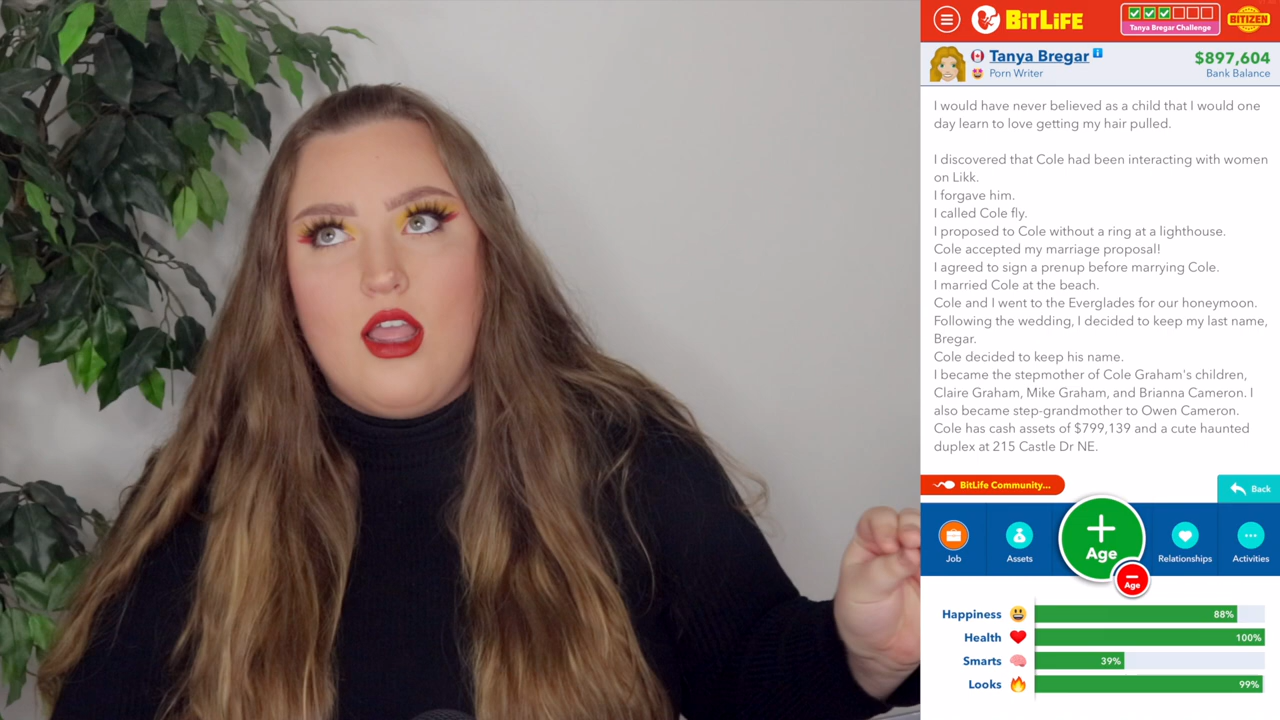 BITLIFE
Tanya Bregar Challenge
BITIZEN
Tanya Bregar
Porn Writer
$897,604
Bank Balance
I would have never believed as a child that I would one
day learn to love getting my hair pulled.
I discovered that Cole had been interacting with women
on Likk.
I forgave him.
I called Cole fly.
I proposed to Cole without a ring at a lighthouse.
Cole accepted my marriage proposal!
I agreed to sign a prenup before marrying Cole.
I married Cole at the beach.
Cole and I went to the Everglades for our honeymoon.
Following the wedding, I decided to keep my last name,
Bregar.
Cole decided to keep his name.
I became the stepmother of Cole Graham's children,
Claire Graham, Mike Graham, and Brianna Cameron. I
also became step-grandmother to Owen Cameron.
Cole has cash assets of $799,139 and a cute haunted
duplex at 215 Castle Dr NE.
BitLife Community...
Back
Job
Assets
Age
Age
Relationships
Activities
Happiness 88%
Health 100%
Smarts 39%
Looks 99%